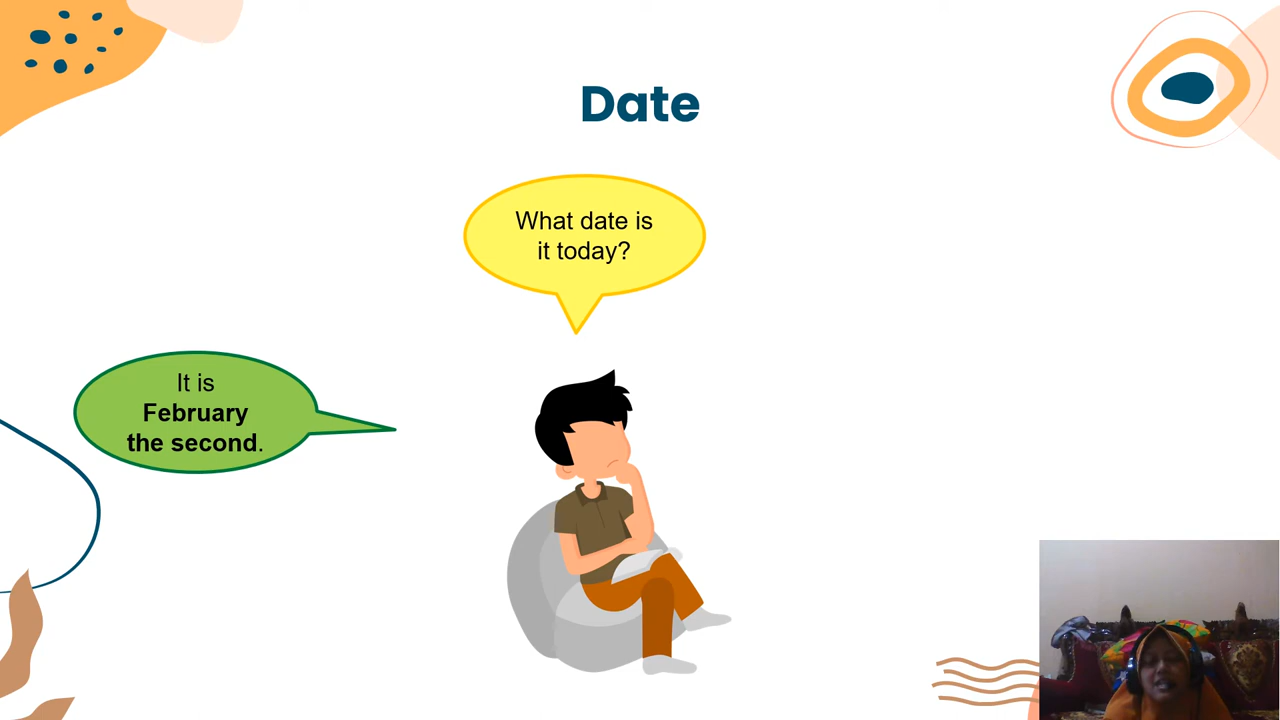 Date
What date is
it today?
It is
February
the second.